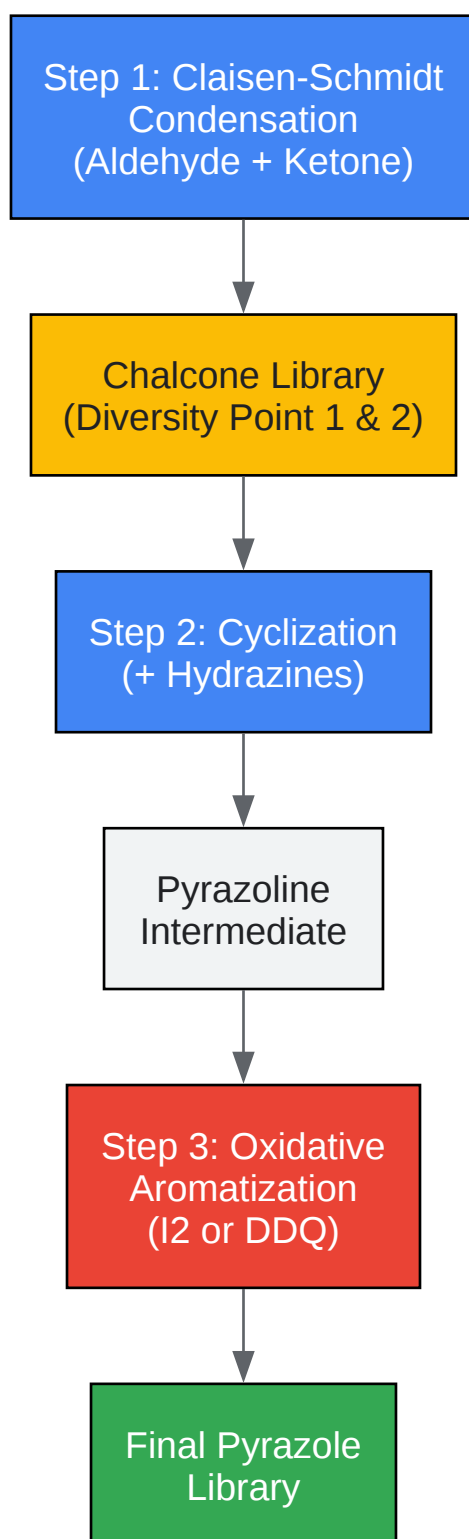 Step 1: Claisen-Schmidt
Condensation
(Aldehyde + Ketone)
Chalcone Library
(Diversity Point 1 & 2)
Step 2: Cyclization
(+ Hydrazines)
Pyrazoline
Intermediate
Step 3: Oxidative
Aromatization
(I2 or DDQ)
Final Pyrazole
Library